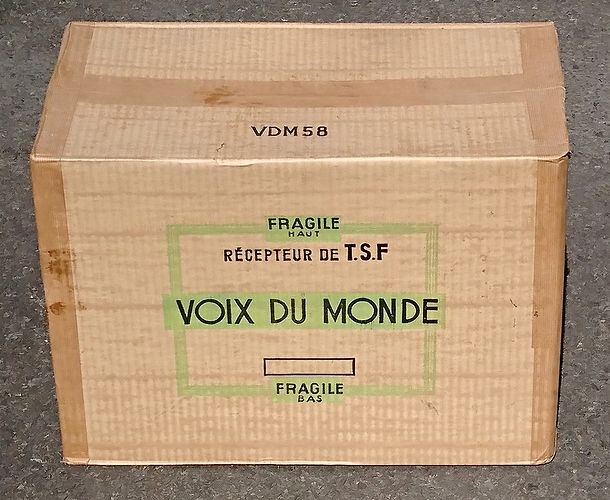 VDM58
FRAGILE
HAUT
RÉCEPTEUR DE T.S.F
VOIX DU MONDE
FRAGILE
BAS